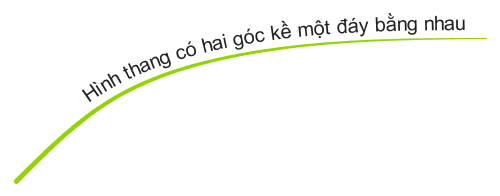 Hình thang có hai góc kề một đáy bằng nhau